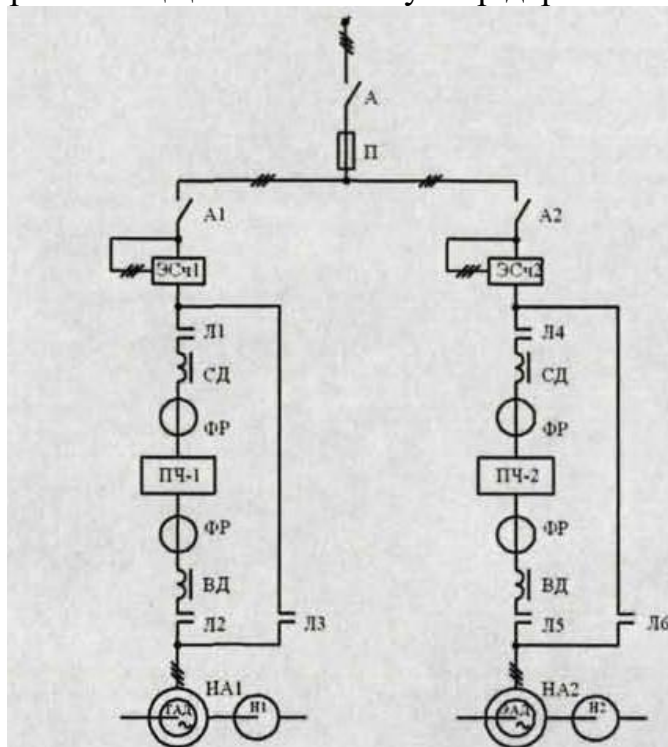 А
П
А1 А2
ЭСч1 ЭСч2
Л1 Л4
СД СД
ФР ФР
ПЧ-1 ПЧ-2
ФР ФР
ВД ВД
Л2 Л3 Л5 Л6
НА1 НА2
Н1 Н2